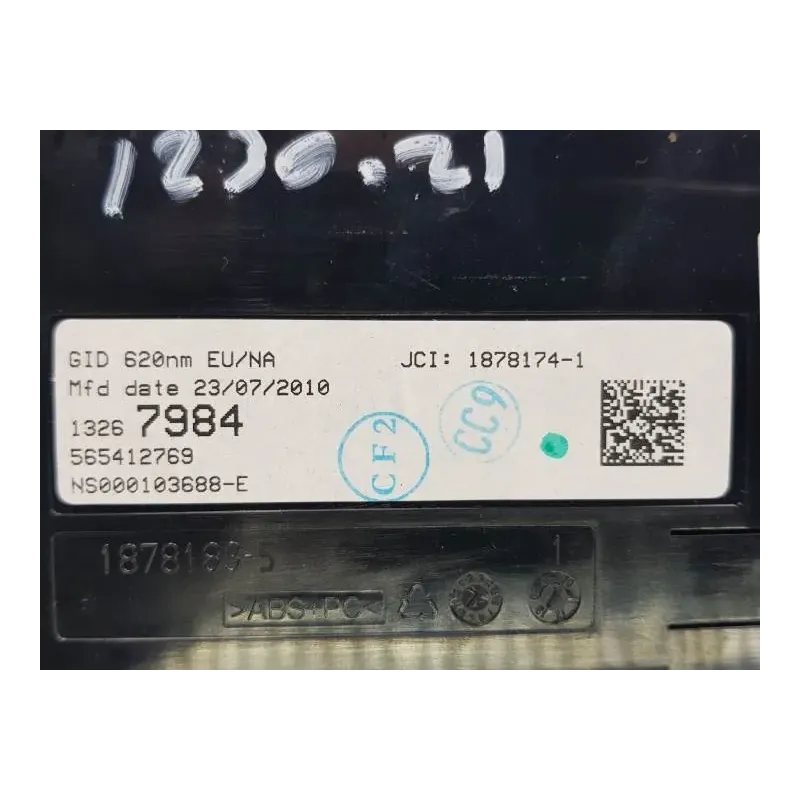 1230.21
GID 620nm EU/NA JCI: 1878174-1
Mfd date 23/07/2010
1326 7984
565412769
NS000103688-E
CF2
CC9
1
>ABS+PC<